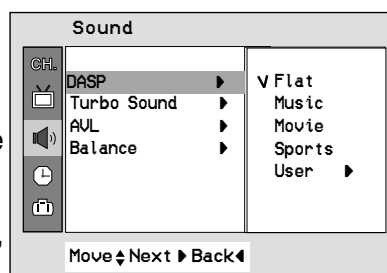 Sound
CH.
DASP
Turbo Sound
AVL
Balance
V Flat
Music
Movie
Sports
User
e
,
Move Next Back